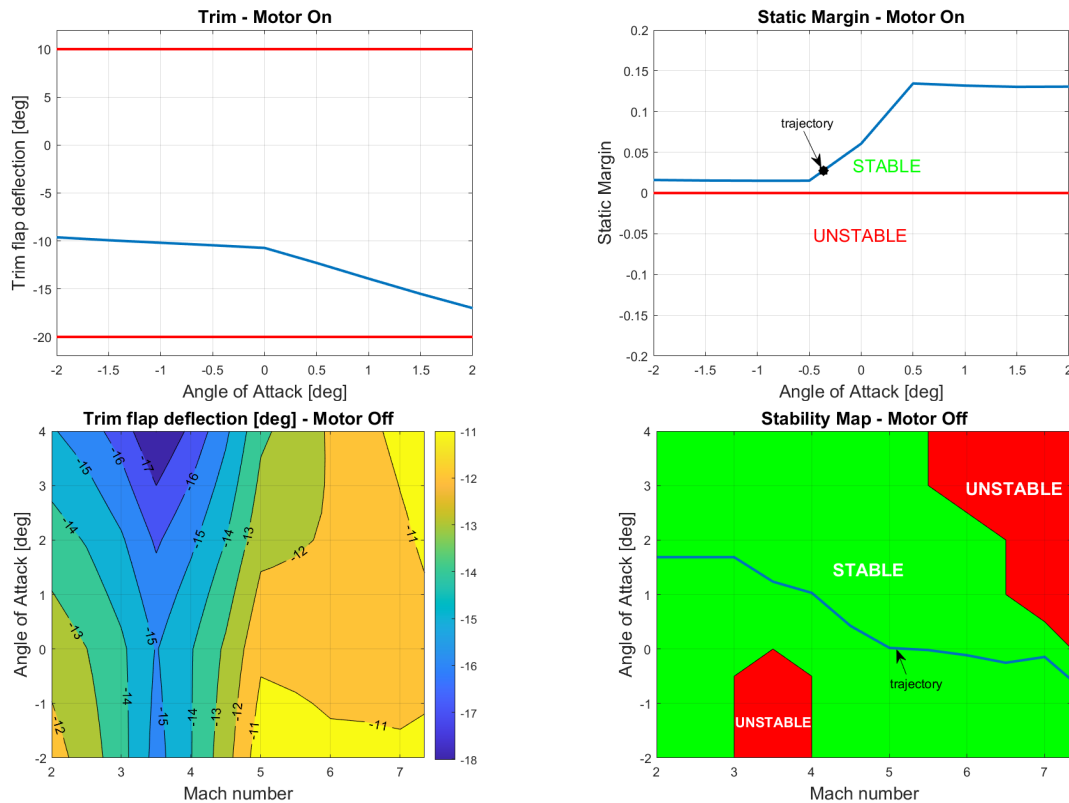 Trim - Motor On
10
5
0
-5
-10
-15
-20
Trim flap deflection [deg]
-2 -1.5 -1 -0.5 0 0.5 1 1.5 2
Angle of Attack [deg]
Static Margin - Motor On
0.2
0.15
0.1
0.05
0
-0.05
-0.1
-0.15
-0.2
Static Margin
trajectory
STABLE
UNSTABLE
-2 -1.5 -1 -0.5 0 0.5 1 1.5 2
Angle of Attack [deg]
Trim flap deflection [deg] - Motor Off
4
3
2
1
0
-1
-2
Angle of Attack [deg]
-15
-16
-17
-16
-14
-15
-14
-13
-12
-11
-13
-15
-14
-15
-14
-13
-12
-11
-11
-12
2 3 4 5 6 7
Mach number
-11
-12
-13
-14
-15
-16
-17
-18
Stability Map - Motor Off
4
3
2
1
0
-1
-2
Angle of Attack [deg]
UNSTABLE
STABLE
trajectory
UNSTABLE
2 3 4 5 6 7
Mach number